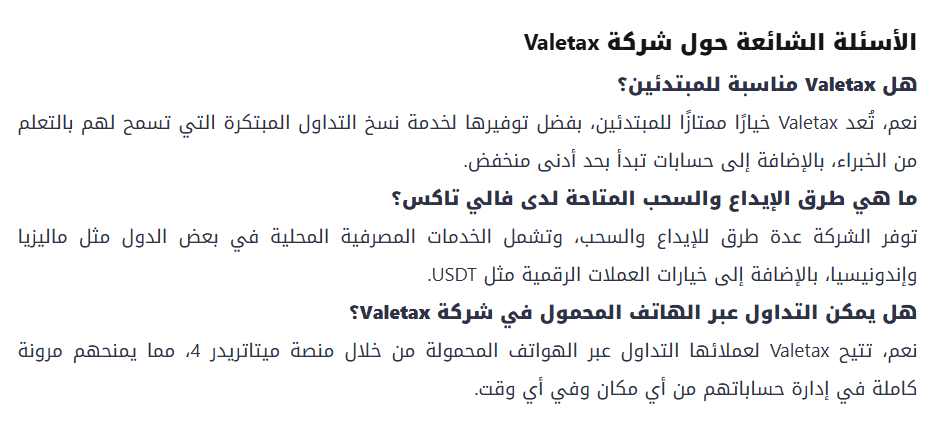 الأسئلة الشائعة حول شركة Valetax
هل Valetax مناسبة للمبتدئين؟
نعم، تُعد Valetax خيارًا ممتازًا للمبتدئين، بفضل توفيرها لخدمة نسخ التداول المبتكرة التي تسمح لهم بالتعلم
من الخبراء، بالإضافة إلى حسابات تبدأ بحد أدنى منخفض.
ما هي طرق الإيداع والسحب المتاحة لدى فالي تاكس؟
توفر الشركة عدة طرق للإيداع والسحب، وتشمل الخدمات المصرفية المحلية في بعض الدول مثل ماليزيا
وإندونيسيا، بالإضافة إلى خيارات العملات الرقمية مثل USDT.
هل يمكن التداول عبر الهاتف المحمول في شركة Valetax؟
نعم، تتيح Valetax لعملائها التداول عبر الهواتف المحمولة من خلال منصة ميتاتريدر 4، مما يمنحهم مرونة
كاملة في إدارة حساباتهم من أي مكان وفي أي وقت.